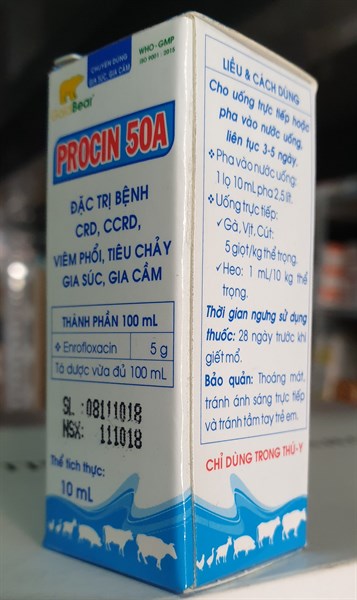 Gold Bear
CHUYÊN DÙNG
GIA SÚC, GIA CẦM
WHO-GMP
ISO 9001 : 2015
PROCIN 50A
ĐẶC TRỊ BỆNH
CRD, CCRD,
VIÊM PHỔI, TIÊU CHẢY
GIA SÚC, GIA CẦM
THÀNH PHẦN 100 mL
Enrofloxacin 5 g
Tá dược vừa đủ 100 mL
SL :08111018
NSX: 111018
Thể tích thực:
10 mL
LIỀU & CÁCH DÙNG
Cho uống trực tiếp hoặc
pha vào nước uống,
liên tục 3-5 ngày.
❖Pha vào nước uống:
1 lọ 10 mL pha 2,5 lít.
❖Uống trực tiếp:
✓Gà, Vịt, Cút:
5 giọt/kg thể trọng.
✓Heo: 1 mL/10 kg thể
trọng.
Thời gian ngưng sử dụng
thuốc: 28 ngày trước khi
giết mổ.
Bảo quản: Thoáng mát,
tránh ánh sáng trực tiếp
và tránh tầm tay trẻ em.
CHỈ DÙNG TRONG THÚ-Y